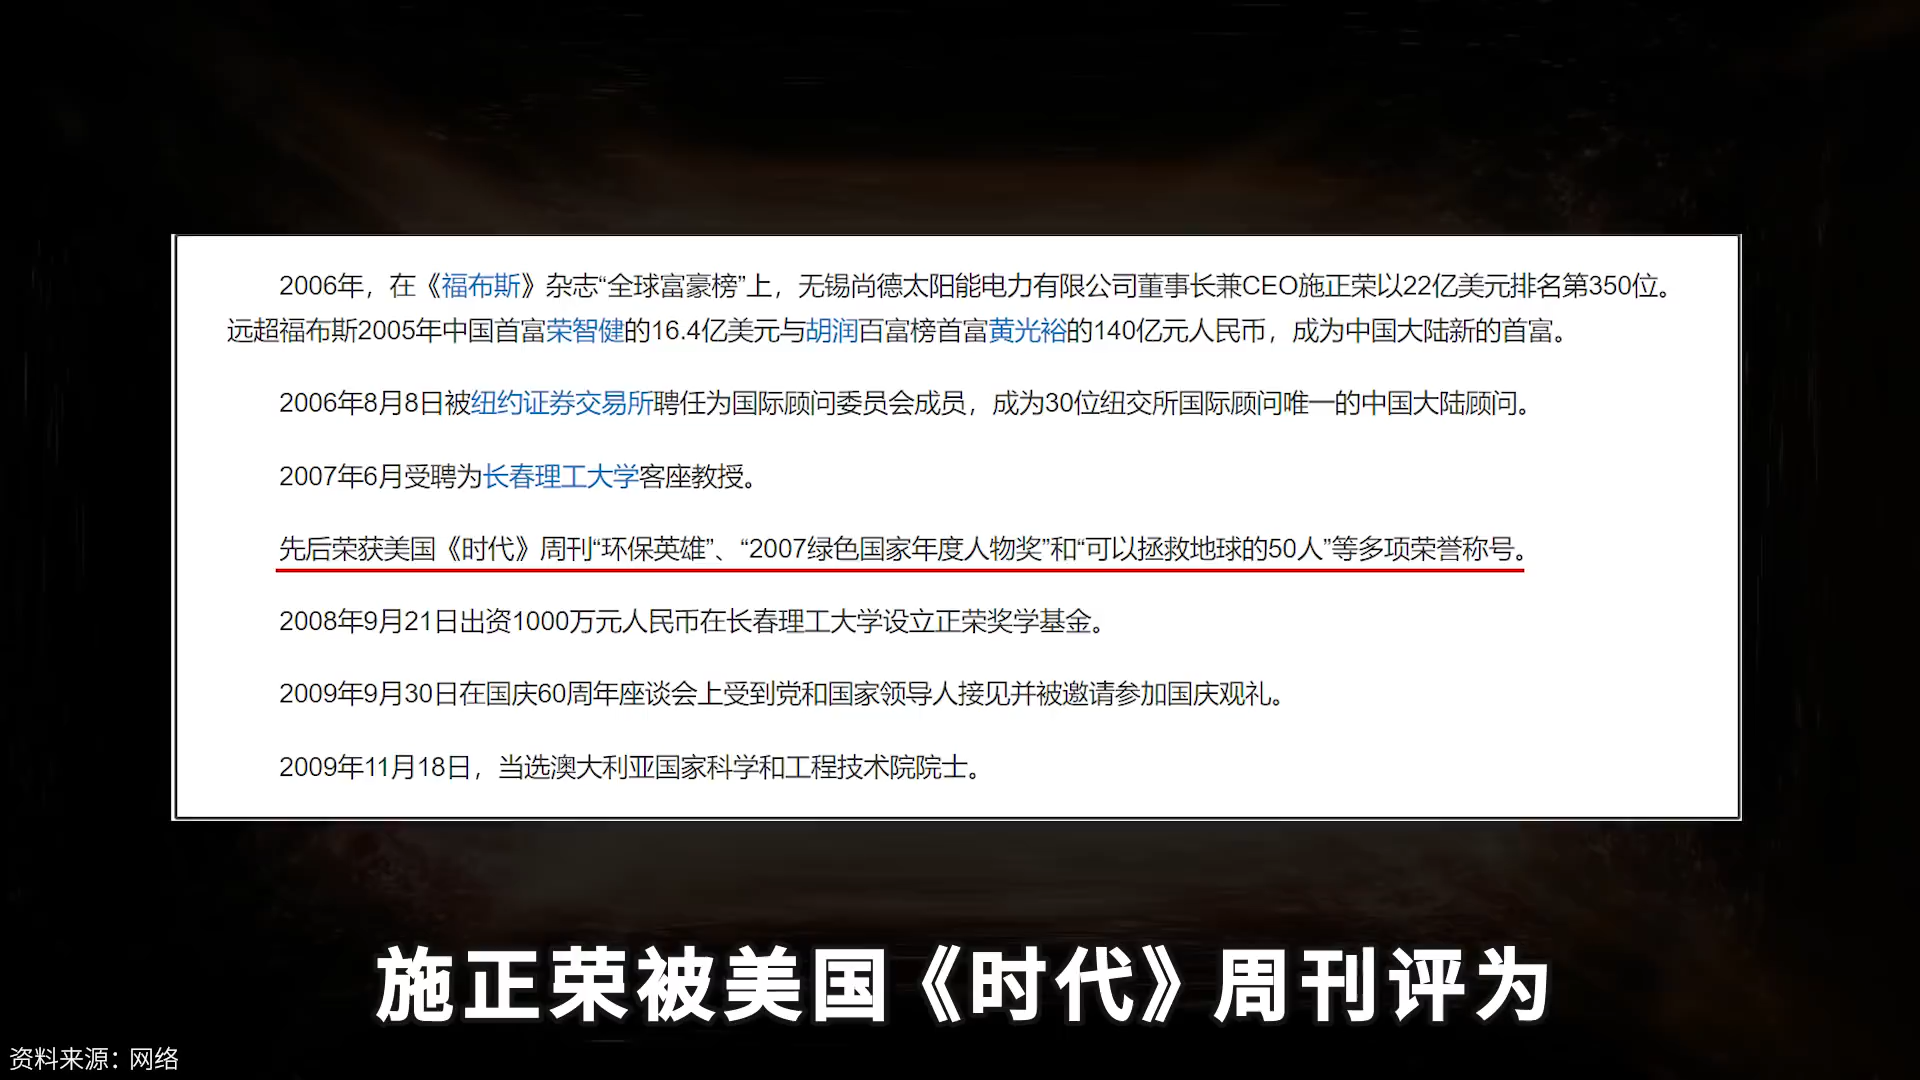 2006年，在《福布斯》杂志“全球富豪榜”上，无锡尚德太阳能电力有限公司董事长兼CEO施正荣以22亿美元排名第350位。
远超福布斯2005年中国首富荣智健的16.4亿美元与胡润百富榜首富黄光裕的140亿元人民币，成为中国大陆新的首富。
2006年8月8日被纽约证券交易所聘任为国际顾问委员会成员，成为30位纽交所国际顾问唯一的中国大陆顾问。
2007年6月受聘为长春理工大学客座教授。
先后荣获美国《时代》周刊“环保英雄”、“2007绿色国家年度人物奖”和“可以拯救地球的50人”等多项荣誉称号。
2008年9月21日出资1000万元人民币在长春理工大学设立正荣奖学基金。
2009年9月30日在国庆60周年座谈会上受到党和国家领导人接见并被邀请参加国庆观礼。
2009年11月18日，当选澳大利亚国家科学和工程技术院院士。
施正荣被美国《时代》周刊评为
资料来源：网络